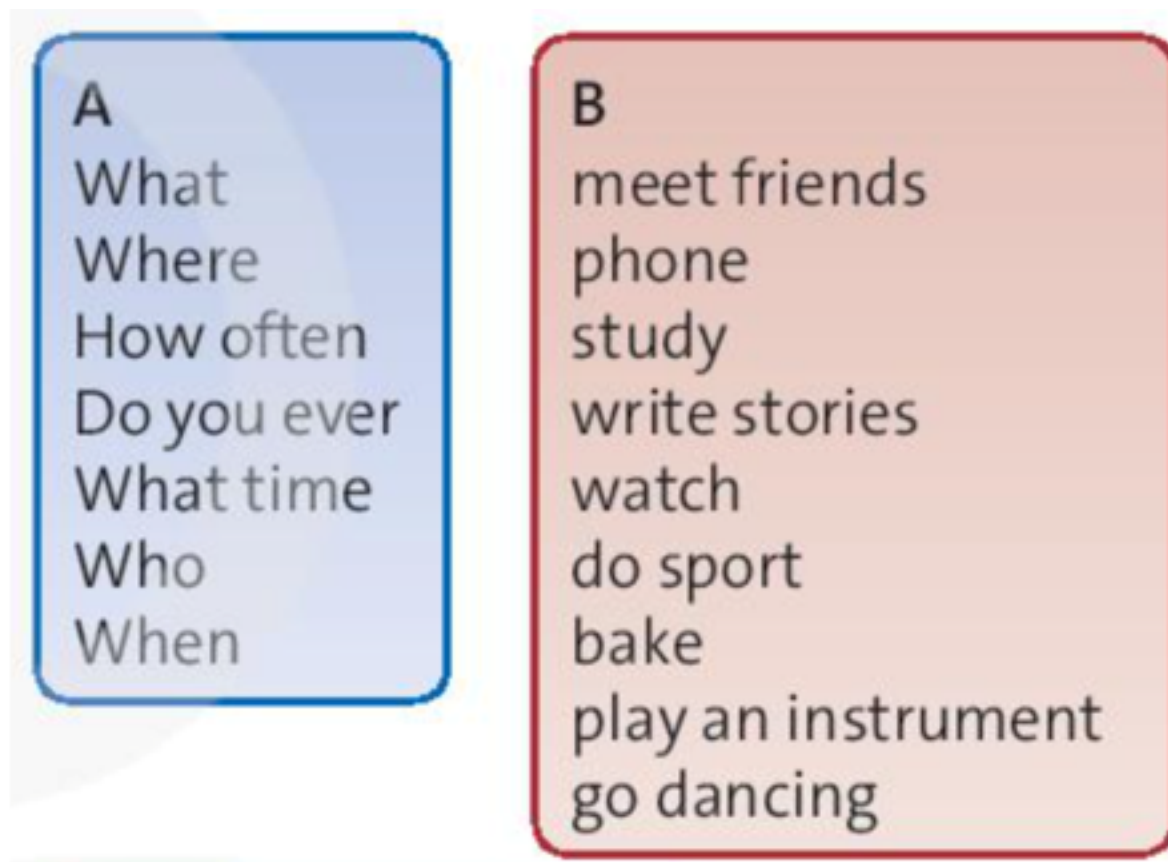 A
What
Where
How often
Do you ever
What time
Who
When
B
meet friends
phone
study
write stories
watch
do sport
bake
play an instrument
go dancing